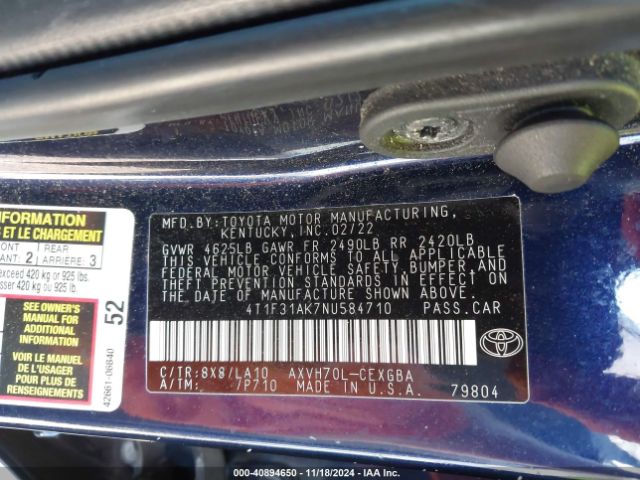 MFD.BY:TOYOTA MOTOR MANUFACTURING,
KENTUCKY, INC.02/22
GVWR 4625LB GAWR FR 2490LB RR 2420LB
THIS VEHICLE CONFORMS TO ALL APPLICABLE
FEDERAL MOTOR VEHICLE SAFETY, BUMPER, AND
THEFT PREVENTION STANDARDS IN EFFECT ON
THE DATE OF MANUFACTURE SHOWN ABOVE.
4T1F31AK7NU584710 PASS.CAR
C/TR:8X8/LA10 AXVH70L-CEXGBA
A/TM: /P710 MADE IN U.S.A.
79804
INFORMATION
ET LE CHARGEMENT
2 REAR
ARRIERE: 3
exceed 420 kg or 925 lbs.
420 kg ou 925 lb.
SEE OWNER'S
MANUAL FOR
ADDITIONAL
INFORMATION
VOIR LE MANUEL
DE L'USAGER
POUR PLUS DE
RENSEIGNEMENTS
52
42661-06840
000-40894650 - 11/18/2024 - IAA Inc.